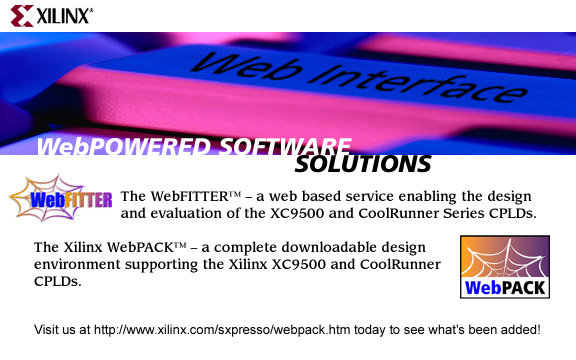 XILINX®
Web Interface
WebPOWERED SOFTWARE
SOLUTIONS
WebFITTER
The WebFITTER™ – a web based service enabling the design
and evaluation of the XC9500 and CoolRunner Series CPLDs.
The Xilinx WebPACK™ – a complete downloadable design
environment supporting the Xilinx XC9500 and CoolRunner
CPLDs.
WebPACK
Visit us at http://www.xilinx.com/sxpresso/webpack.htm today to see what's been added!